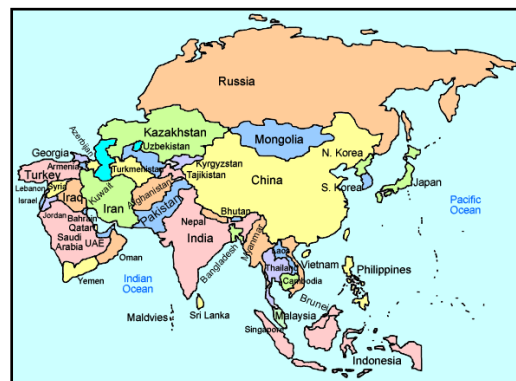 Russia
Kazakhstan
Azerbijan
Uzbekistan
Mongolia
Georgia
Armenia
Turkmenistan
Kyrgyzstan
Tajikistan
N. Korea
Turkey
China
S. Korea
Japan
Lebanon
Syria
Kuwait
Afghanistan
Israel
Iraq
Iran
Pakistan
Pacific
Ocean
Jordan
Bahrain
Qatar
Nepal
Bhutan
Saudi
Arabia
UAE
India
Bangladesh
Myanmar
Laos
Oman
Thailand
Vietnam
Philippines
Yemen
Indian
Ocean
Cambodia
Maldvies
Sri Lanka
Brunei
Malaysia
Singapore
Indonesia